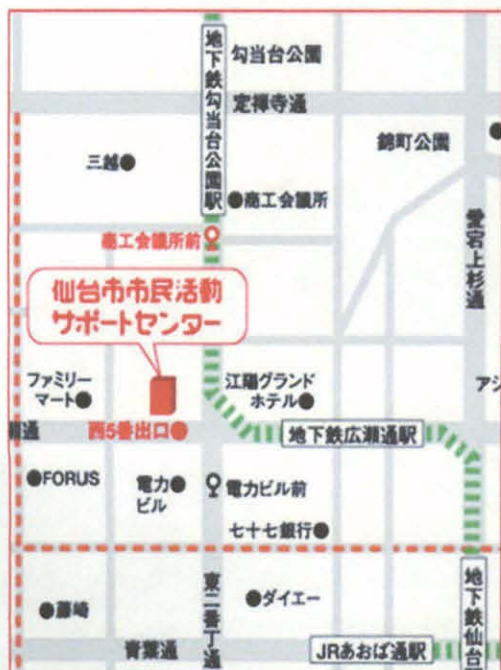 勾当台公園
地下鉄勾当台公園駅
定禅寺通
錦町公園
三越
商工会議所
商工会議所前
愛宕上杉通
仙台市市民活動
サポートセンター
ファミリー
マート
江陽グランド
ホテル
アシ
西5番出口
瀬通
地下鉄広瀬通駅
FORUS
電力
ビル
電力ビル前
七十七銀行
東二番丁通
地下鉄仙台
藤崎
ダイエー
青葉通
JRあおば通駅